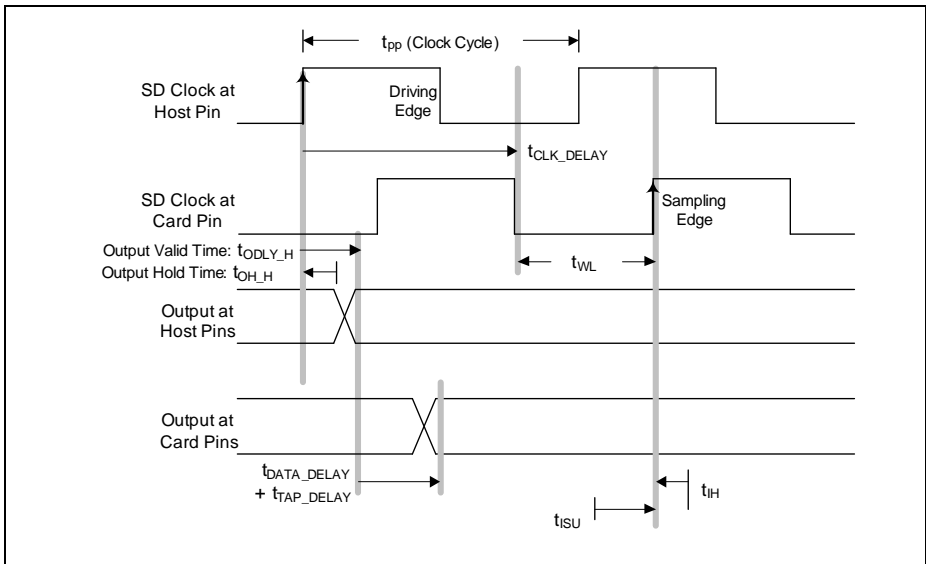 tpp (Clock Cycle)
SD Clock at
Host Pin
Driving
Edge
tCLK_DELAY
SD Clock at
Card Pin
Sampling
Edge
Output Valid Time: tODLY_H
Output Hold Time: tOH_H
tWL
Output at
Host Pins
Output at
Card Pins
tDATA_DELAY
+ tTAP_DELAY
tIH
tISU